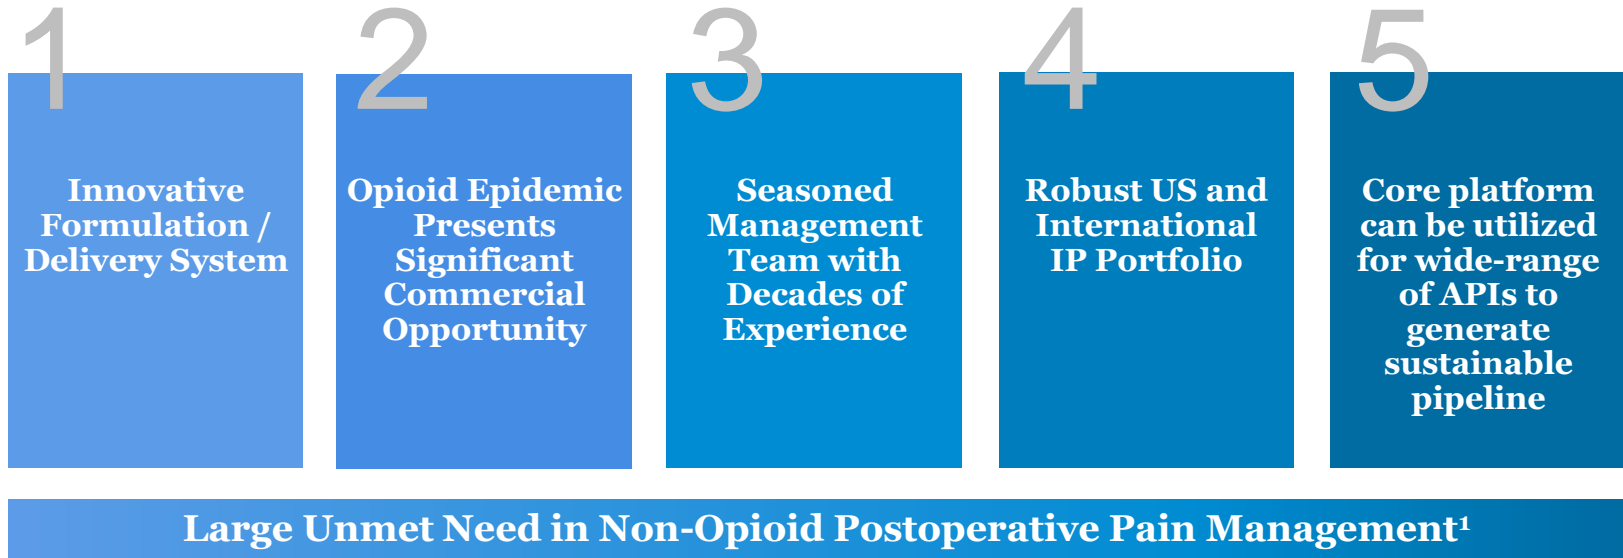 1
Innovative
Formulation /
Delivery System
2
Opioid Epidemic
Presents
Significant
Commercial
Opportunity
3
Seasoned
Management
Team with
Decades of
Experience
4
Robust US and
International
IP Portfolio
5
Core platform
can be utilized
for wide-range
of APIs to
generate
sustainable
pipeline
Large Unmet Need in Non-Opioid Postoperative Pain Management¹